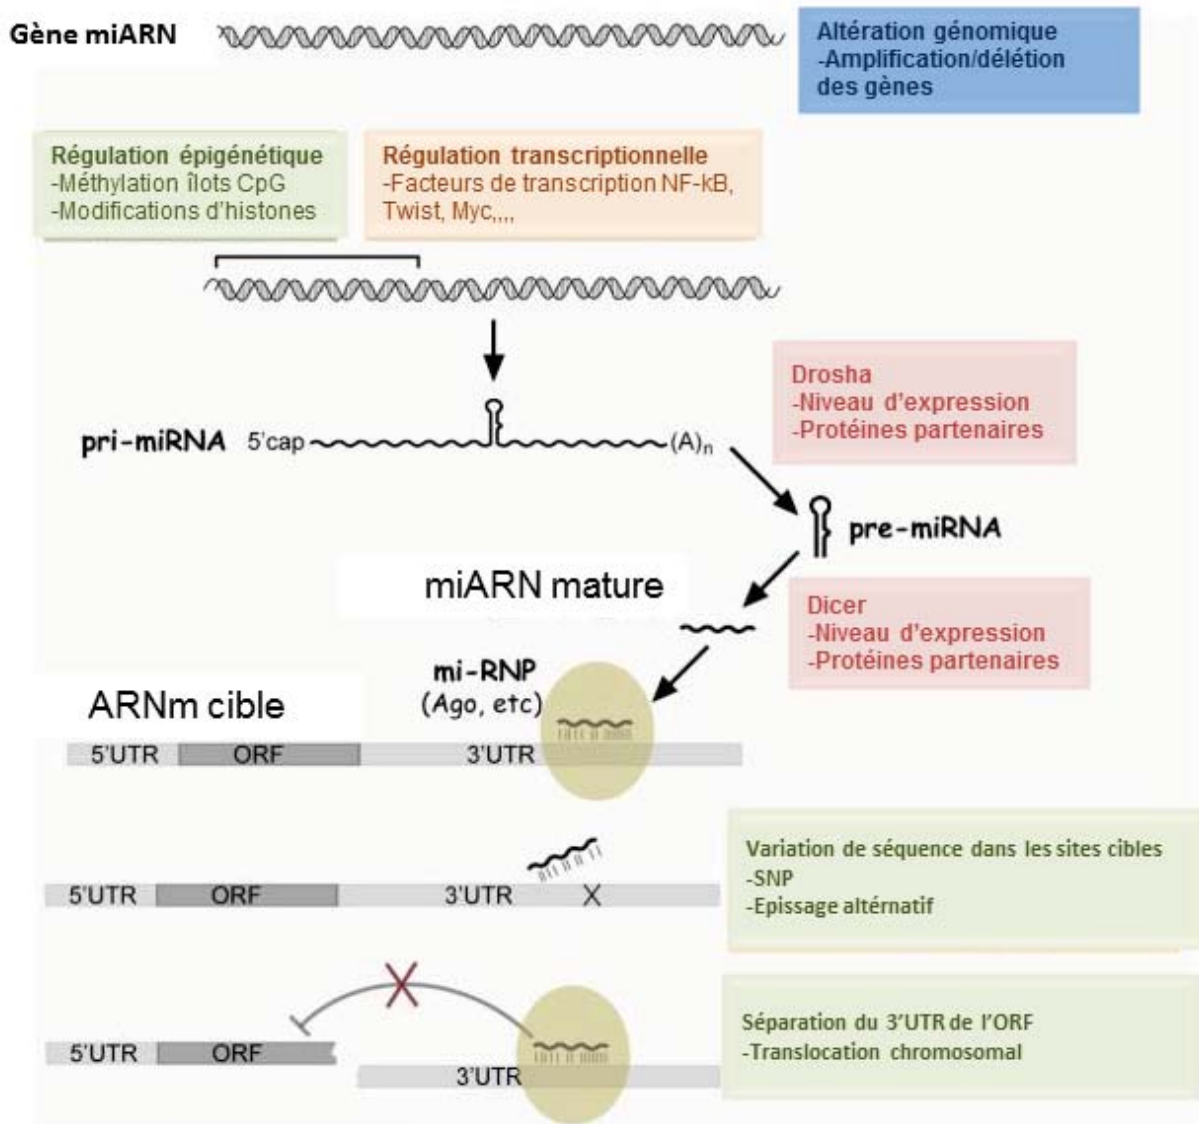 Gène miARN
Altération génomique
-Amplification/délétion
des gènes
Régulation épigénétique
-Méthylation îlots CpG
-Modifications d'histones
Régulation transcriptionnelle
-Facteurs de transcription NF-kB,
Twist, Myc,,,,
pri-miRNA 5'cap (A)n
Drosha
-Niveau d'expression
-Protéines partenaires
pre-miRNA
miARN mature
Dicer
-Niveau d'expression
-Protéines partenaires
mi-RNP
(Ago, etc)
ARNm cible
5'UTR ORF 3'UTR
Variation de séquence dans les sites cibles
-SNP
-Epissage altérnatif
5'UTR ORF 3'UTR X
Séparation du 3'UTR de l'ORF
-Translocation chromosomal
5'UTR ORF
3'UTR